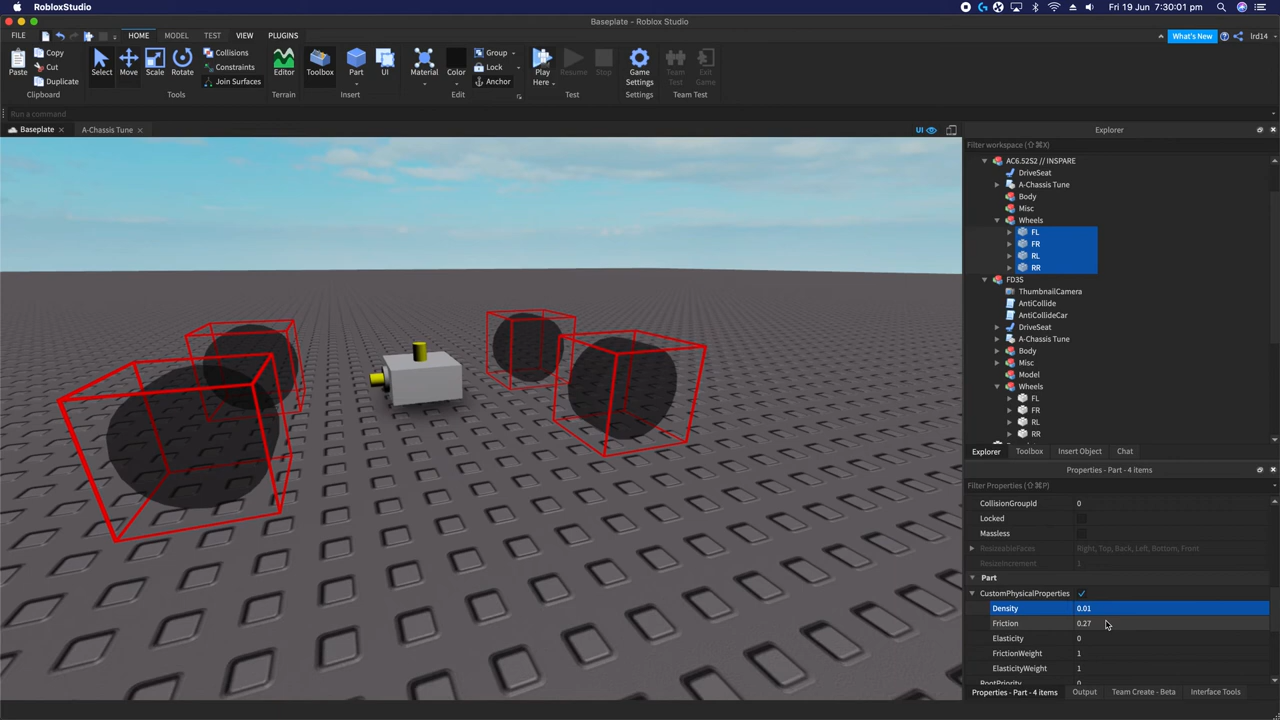 RobloxStudio
Fri 19 Jun 7:30:01 pm
Baseplate - Roblox Studio
FILE
HOME
MODEL
TEST
VIEW
PLUGINS
What's New
lrd14
Paste
Copy
Cut
Duplicate
Clipboard
Select
Move
Scale
Rotate
Collisions
Constraints
Join Surfaces
Tools
Editor
Terrain
Toolbox
Part
UI
Insert
Material
Color
Group
Lock
Anchor
Edit
Play
Here
Resume
Stop
Test
Game
Settings
Settings
Team
Test
Exit
Game
Team Test
Run a command
Baseplate
A-Chassis Tune
UI
Explorer
Filter workspace (⇧⌘X)
AC6.52S2 // INSPARE
DriveSeat
A-Chassis Tune
Body
Misc
Wheels
FL
FR
RL
RR
FD3S
ThumbnailCamera
AntiCollide
AntiCollideCar
DriveSeat
A-Chassis Tune
Body
Misc
Model
Wheels
FL
FR
RL
RR
Explorer
Toolbox
Insert Object
Chat
Properties - Part - 4 items
Filter Properties (⇧⌘P)
CollisionGroupId 0
Locked
Massless
ResizeableFaces Right, Top, Back, Left, Bottom, Front
ResizeIncrement 1
Part
CustomPhysicalProperties
Density 0.01
Friction 0.27
Elasticity 0
FrictionWeight 1
ElasticityWeight 1
RootPriority 0
Properties - Part - 4 items
Output
Team Create - Beta
Interface Tools